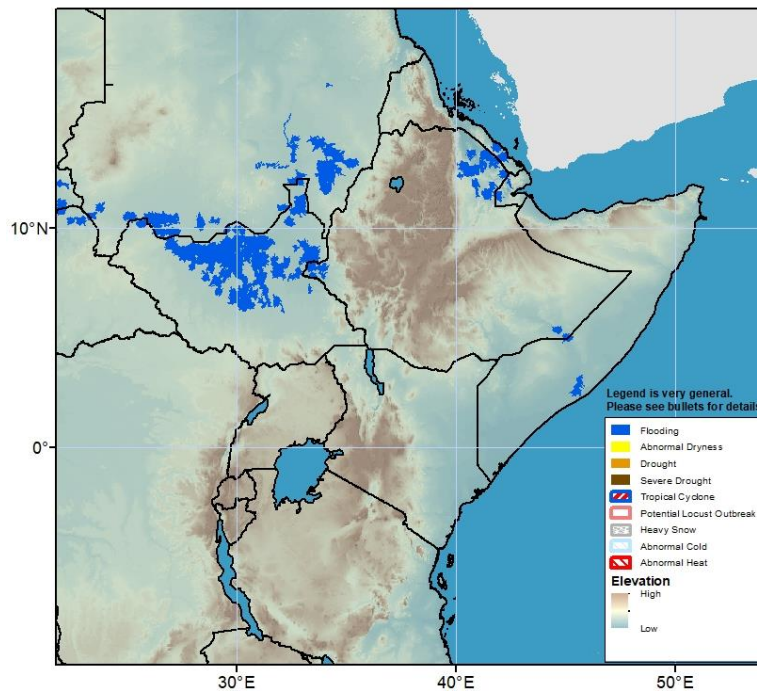 10°N
0°
Legend is very general.
Please see bullets for details
Flooding
Abnormal Dryness
Drought
Severe Drought
Tropical Cyclone
Potential Locust Outbreak
Heavy Snow
Abnormal Cold
Abnormal Heat
Elevation
High
Low
30°E
40°E
50°E